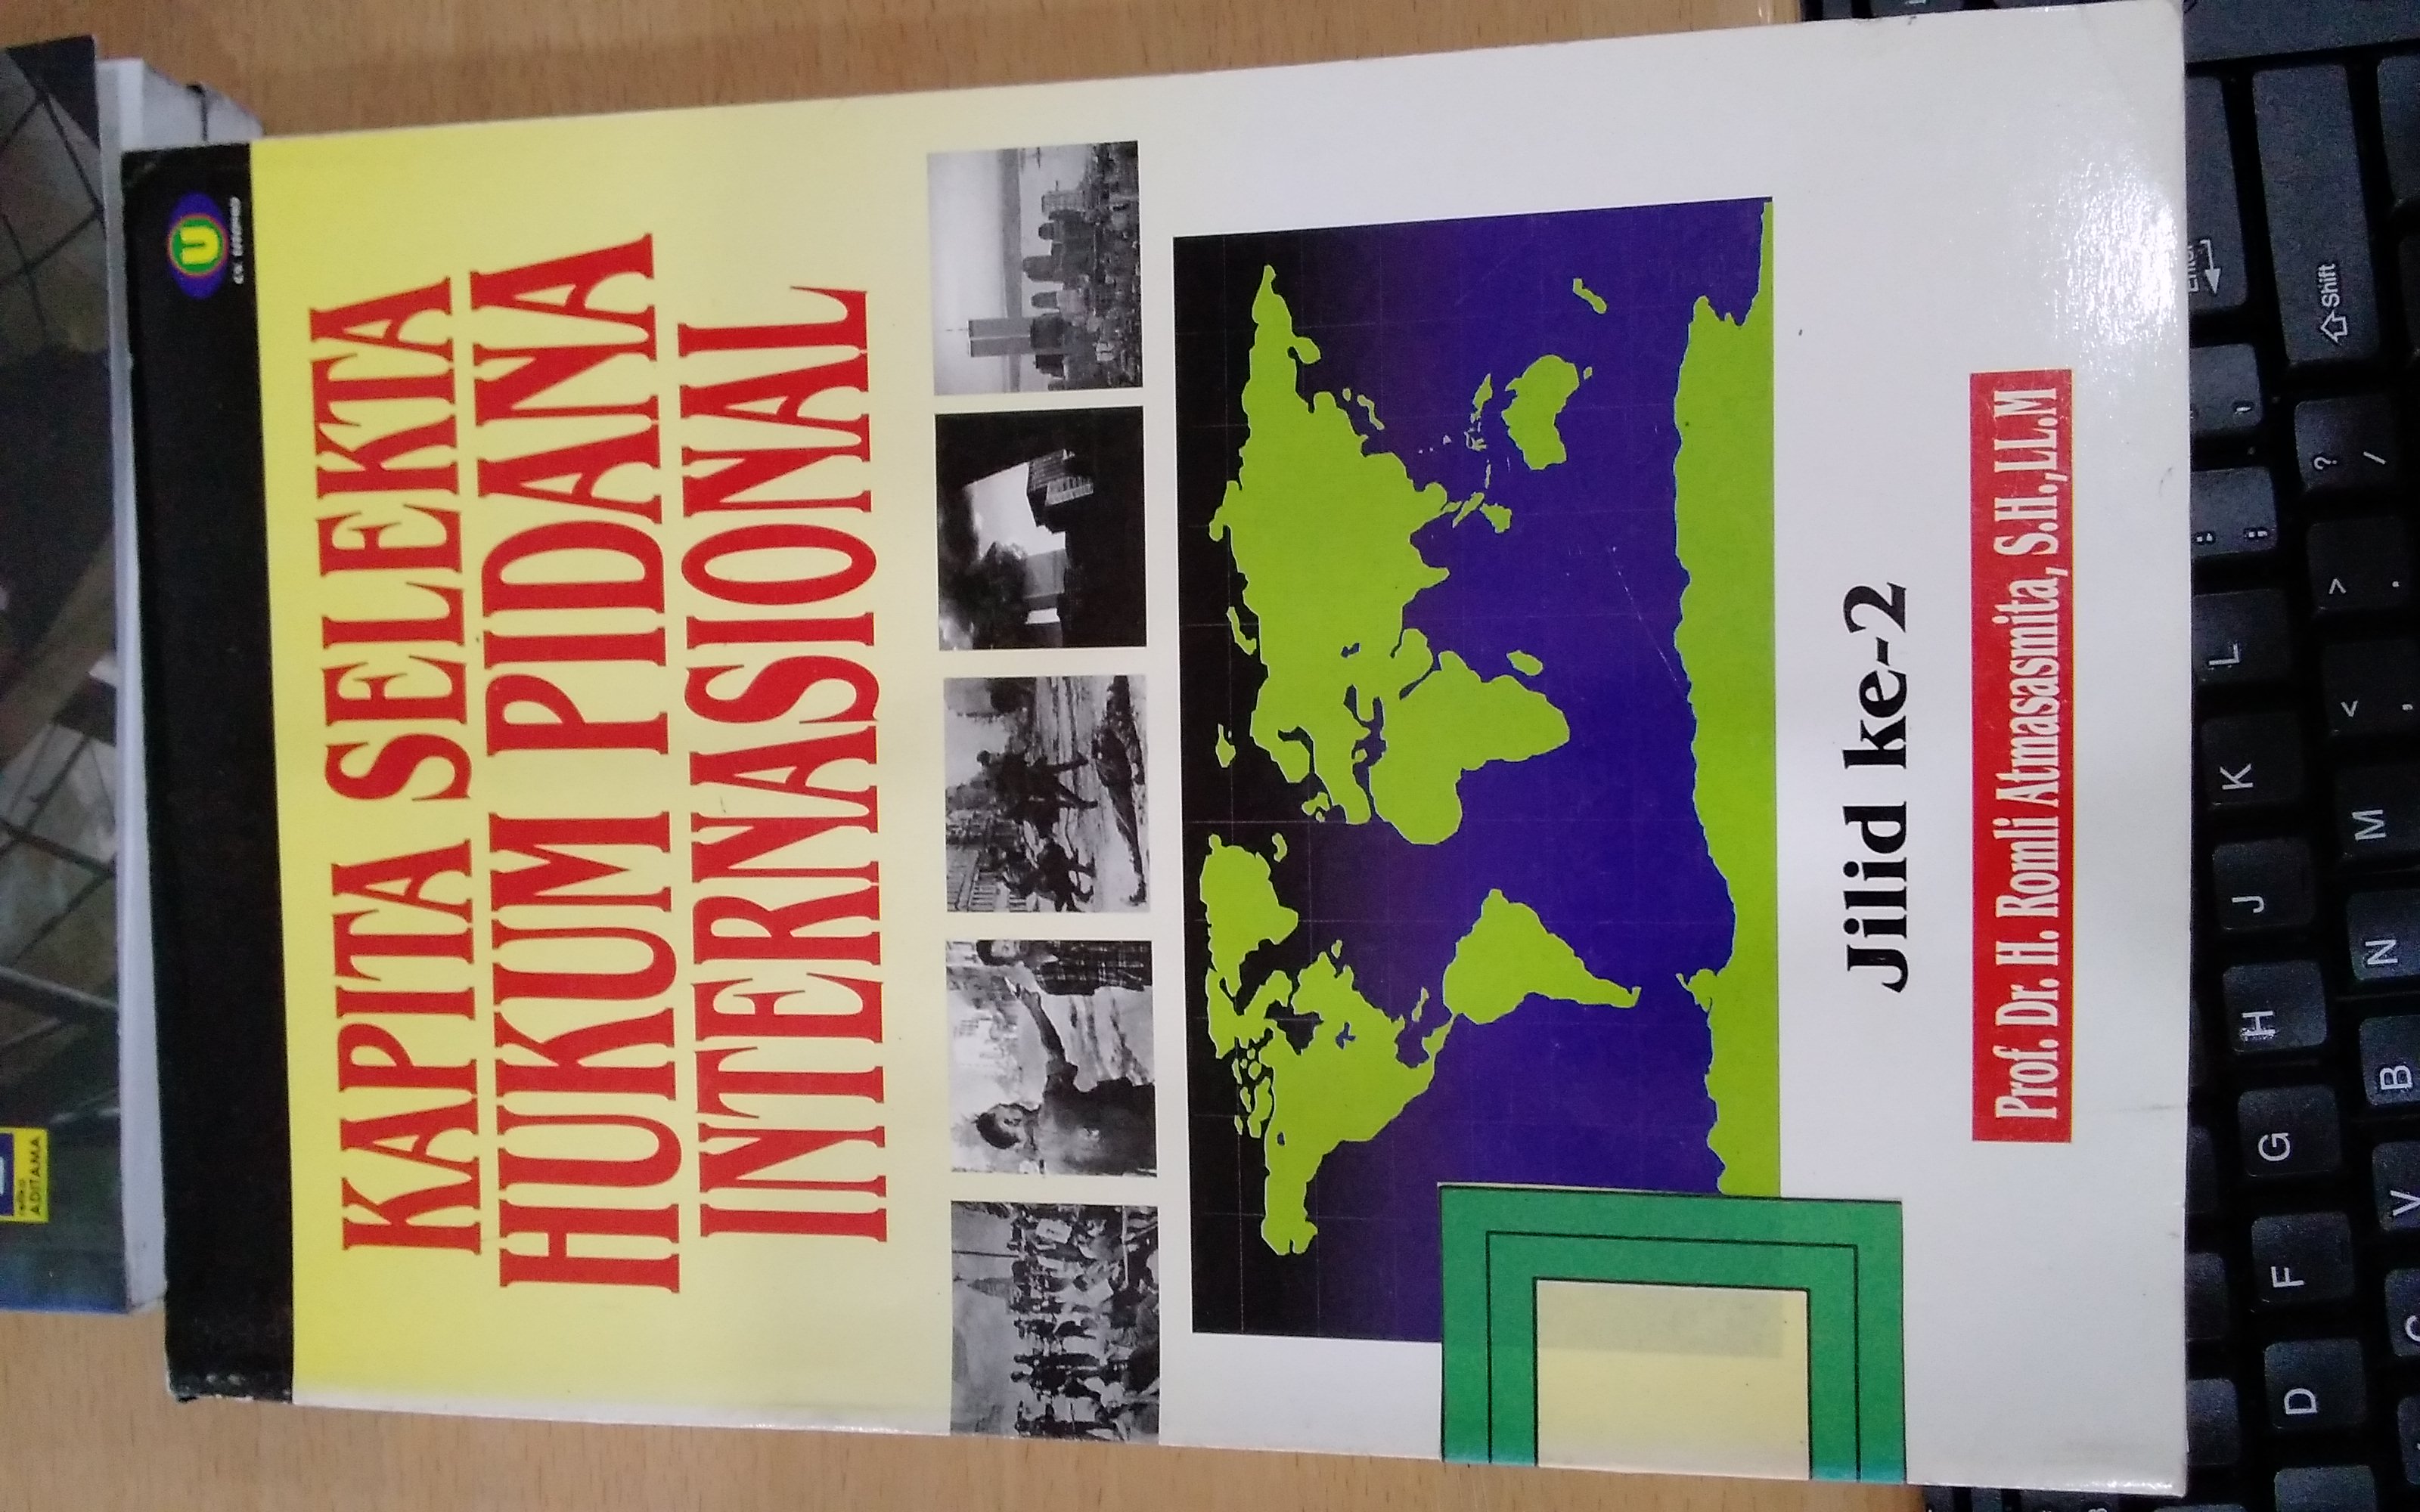 U
KAPITA SELEKTA
HUKUM PIDANA
INTERNASIONAL
Jilid ke-2
Prof. Dr. H. Romli Atmasasmita, S.H.,LL.M
ADITAMA
Enter
Shift
? /
: ;
> .
< ,
L
K
J
H
G
F
D
M
N
B
V
C